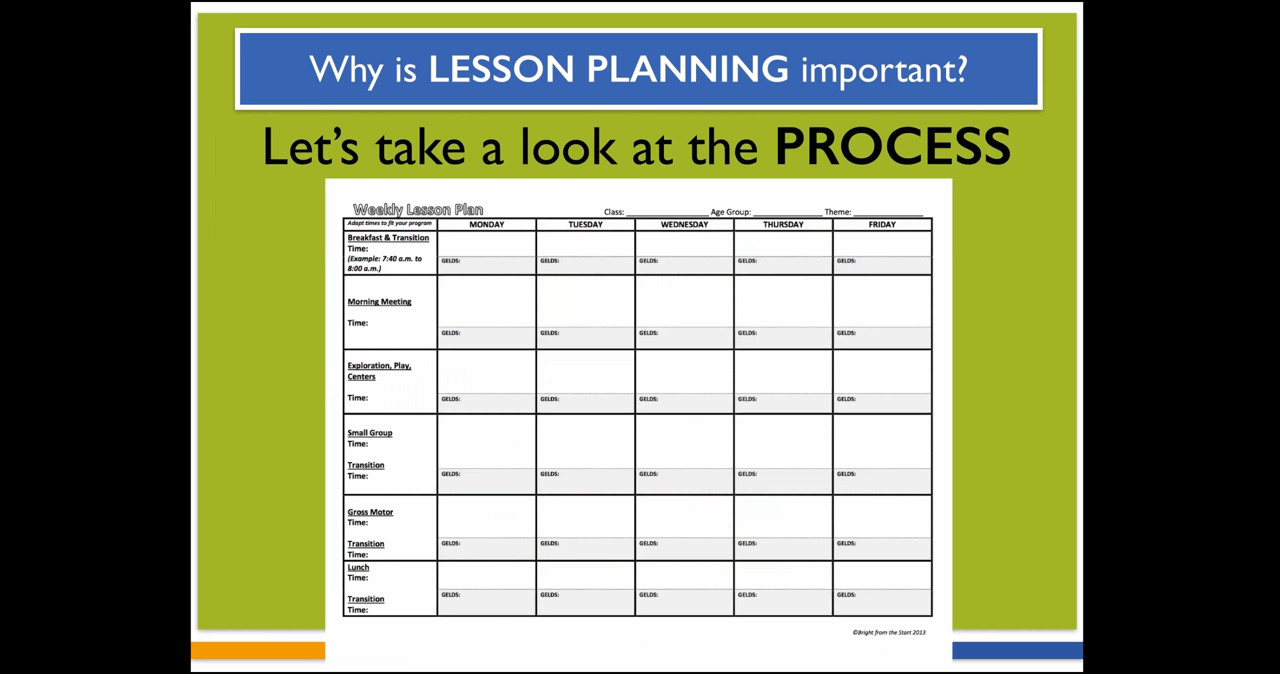 Why is LESSON PLANNING important?
Let's take a look at the PROCESS
Weekly Lesson Plan
Class: ____________________ Age Group: _________________ Theme: _________________
Adapt times to fit your program
MONDAY TUESDAY WEDNESDAY THURSDAY FRIDAY
Breakfast & Transition
Time:
(Example: 7:40 a.m. to
8:00 a.m.)
GELDS: GELDS: GELDS: GELDS: GELDS:
Morning Meeting
Time:
GELDS: GELDS: GELDS: GELDS: GELDS:
Exploration, Play,
Centers
Time:
GELDS: GELDS: GELDS: GELDS: GELDS:
Small Group
Time:
Transition
Time:
GELDS: GELDS: GELDS: GELDS: GELDS:
Gross Motor
Time:
Transition
Time:
GELDS: GELDS: GELDS: GELDS: GELDS:
Lunch
Time:
Transition
Time:
GELDS: GELDS: GELDS: GELDS: GELDS:
©Bright from the Start 2013